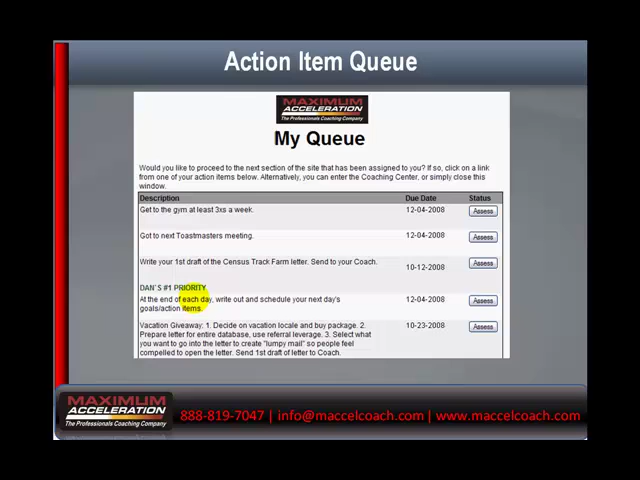 Action Item Queue
MAXIMUM
ACCELERATION
The Professionals Coaching Company
My Queue
Would you like to proceed to the next section of the site that has been assigned to you? If so, click on a link
from one of your action items below. Alternatively, you can enter the Coaching Center, or simply close this
window.
Description Due Date Status
Get to the gym at least 3xs a week. 12-04-2008 Assess
Got to next Toastmasters meeting. 12-04-2008 Assess
Write your 1st draft of the Census Track Farm letter. Send to your Coach. 10-12-2008 Assess
DAN'S #1 PRIORITY
At the end of each day, write out and schedule your next day's 12-04-2008 Assess
goals/action items.
Vacation Giveaway: 1. Decide on vacation locale and buy package. 2. 10-23-2008 Assess
Prepare letter for entire database, use referral leverage. 3. Select what
you want to go into the letter to create "lumpy mail" so people feel
compelled to open the letter. Send 1st draft of letter to Coach.
MAXIMUM
ACCELERATION
The Professionals Coaching Company
888-819-7047 | info@maccelcoach.com | www.maccelcoach.com